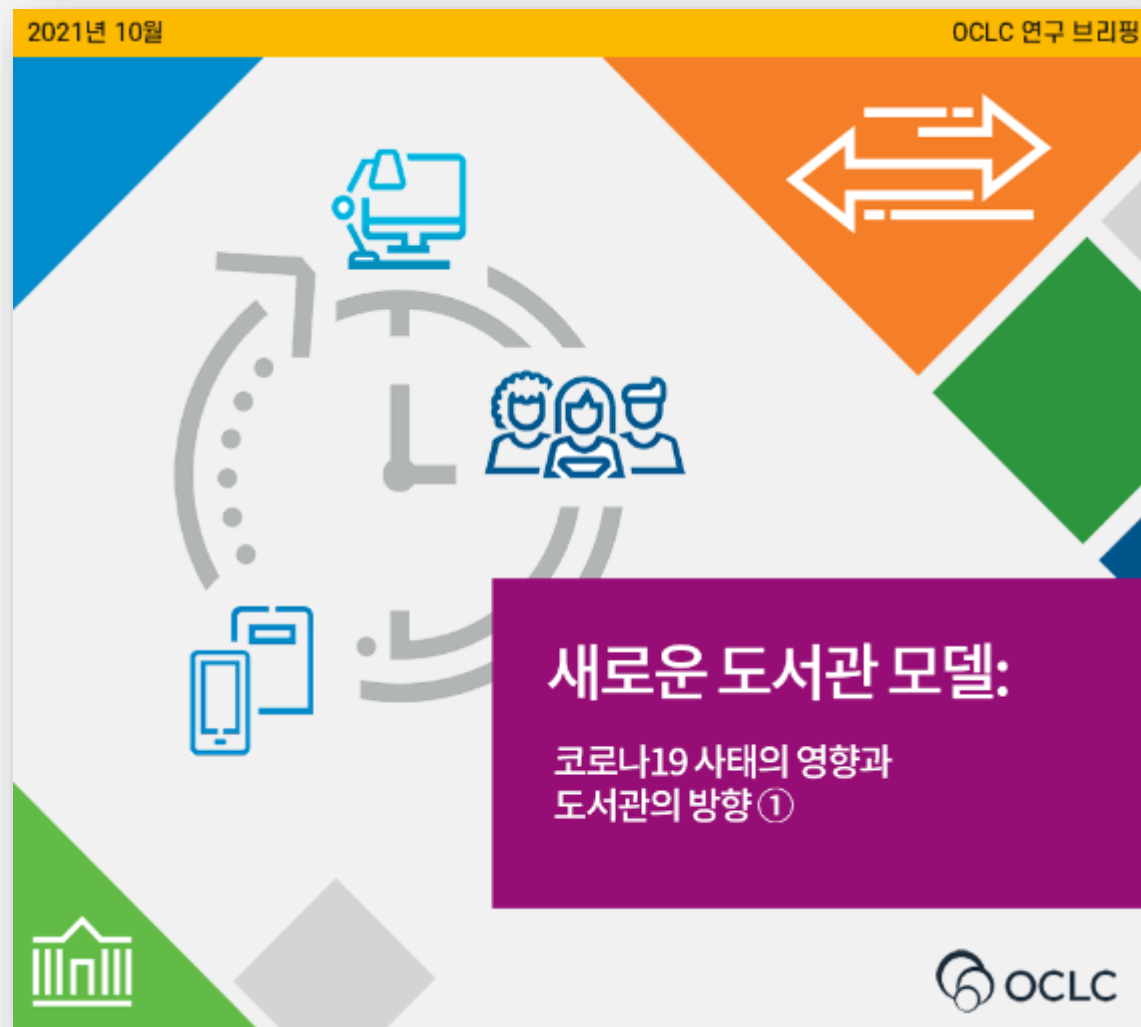 2021년 10월
OCLC 연구 브리핑
새로운 도서관 모델:
코로나19 사태의 영향과
도서관의 방향 ①
OCLC